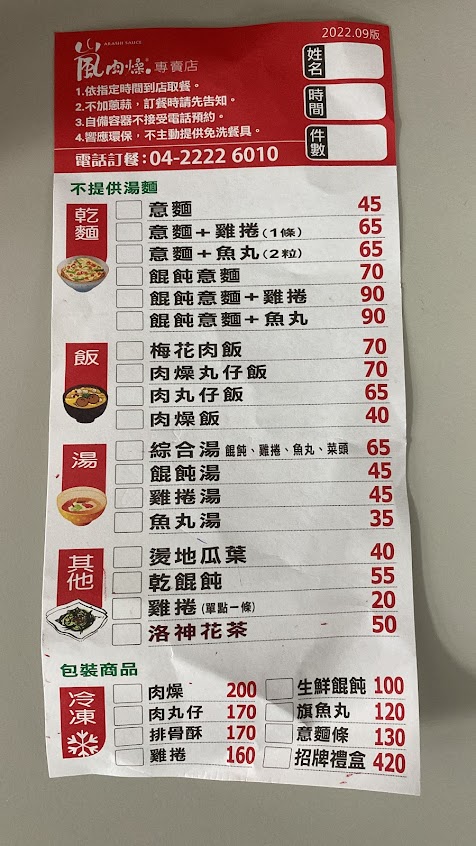 2022.09版
AKAND SAUCE
嵐肉燥®專賣店
1.依指定時間到店取餐。
2.不加蔥蒜，訂餐時請先告知。
3.自備容器不接受電話預約。
4.響應環保，不主動提供免洗餐具。
電話訂餐：04-2222 6010
姓名
時間
件數
不提供湯麵
乾麵
意麵 45
意麵＋雞捲(1條) 65
意麵＋魚丸(2粒) 65
餛飩意麵 70
餛飩意麵＋雞捲 90
餛飩意麵＋魚丸 90
飯
梅花肉飯 70
肉燥丸仔飯 70
肉丸仔飯 65
肉燥飯 40
湯
綜合湯 餛飩、雞捲、魚丸、菜頭 65
餛飩湯 45
雞捲湯 45
魚丸湯 35
其他
燙地瓜葉 40
乾餛飩 55
雞捲(單點一條) 20
洛神花茶 50
包裝商品
冷凍
肉燥 200 生鮮餛飩 100
肉丸仔 170 旗魚丸 120
排骨酥 170 意麵條 130
雞捲 160 招牌禮盒 420